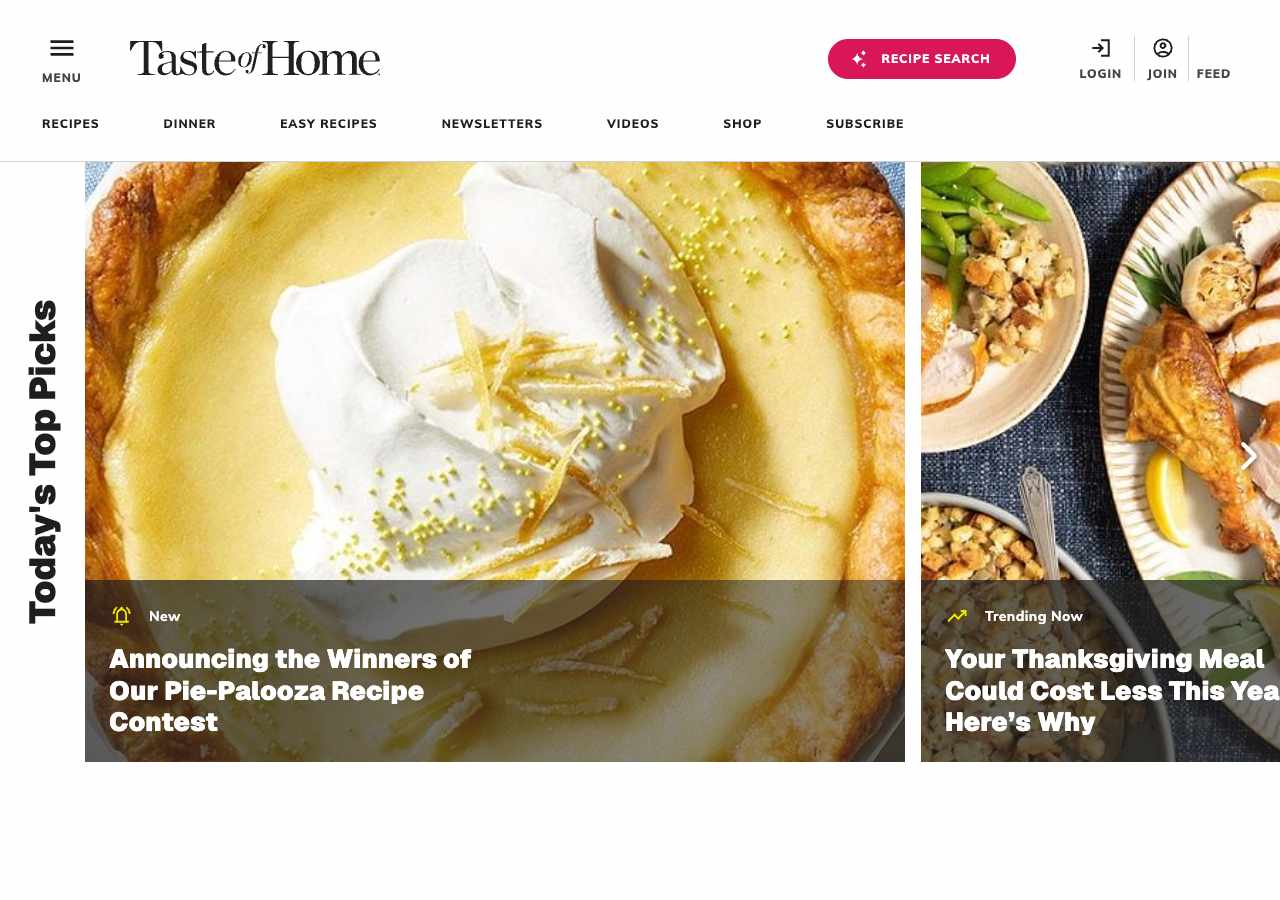 MENU
Taste of Home
RECIPE SEARCH
LOGIN
JOIN
FEED
RECIPES
DINNER
EASY RECIPES
NEWSLETTERS
VIDEOS
SHOP
SUBSCRIBE
Today's Top Picks
New
Announcing the Winners of
Our Pie-Palooza Recipe
Contest
Trending Now
Your Thanksgiving Meal
Could Cost Less This Yea
Here’s Why